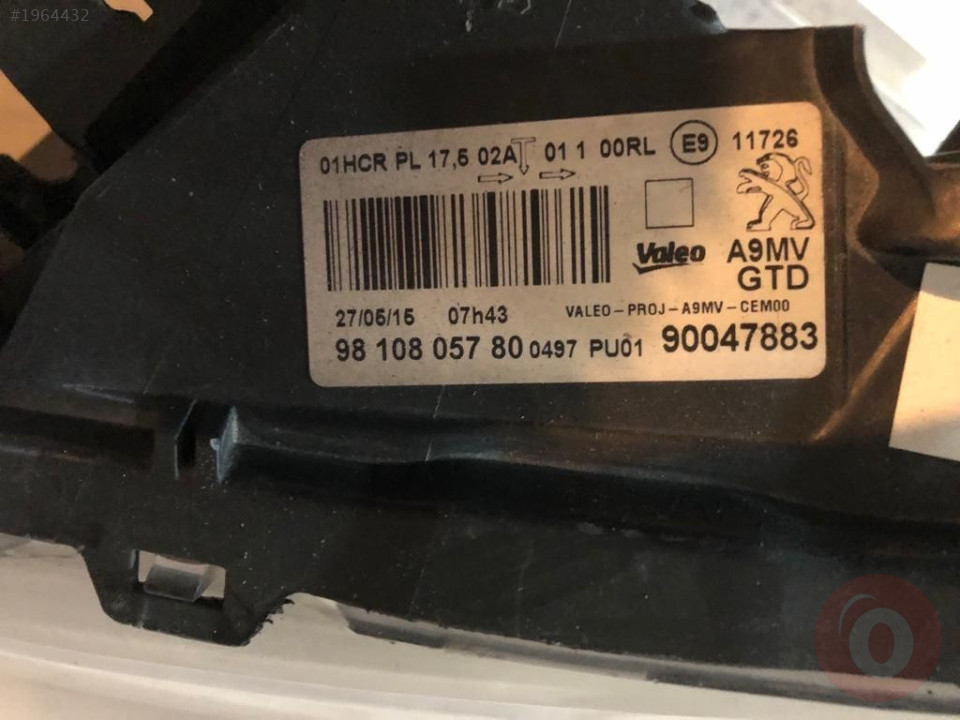 #1964432
01HCR PL 17,5 02A 01 1 00RL E9 11726
Valeo A9MV
GTD
27/05/15 07h43 VALEO-PROJ-A9MV-CEM00
98 108 057 80 0497 PU01 90047883